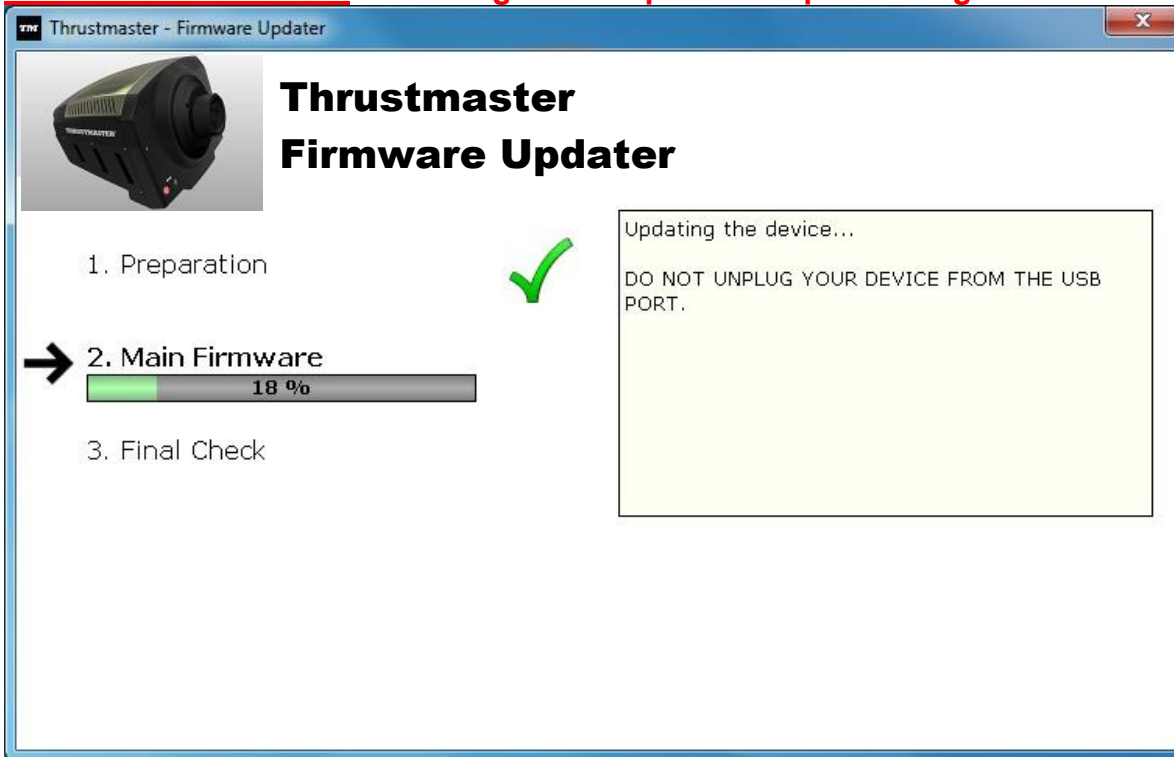 Thrustmaster - Firmware Updater
Thrustmaster
Firmware Updater
1. Preparation
2. Main Firmware
18 %
3. Final Check
Updating the device...
DO NOT UNPLUG YOUR DEVICE FROM THE USB
PORT.